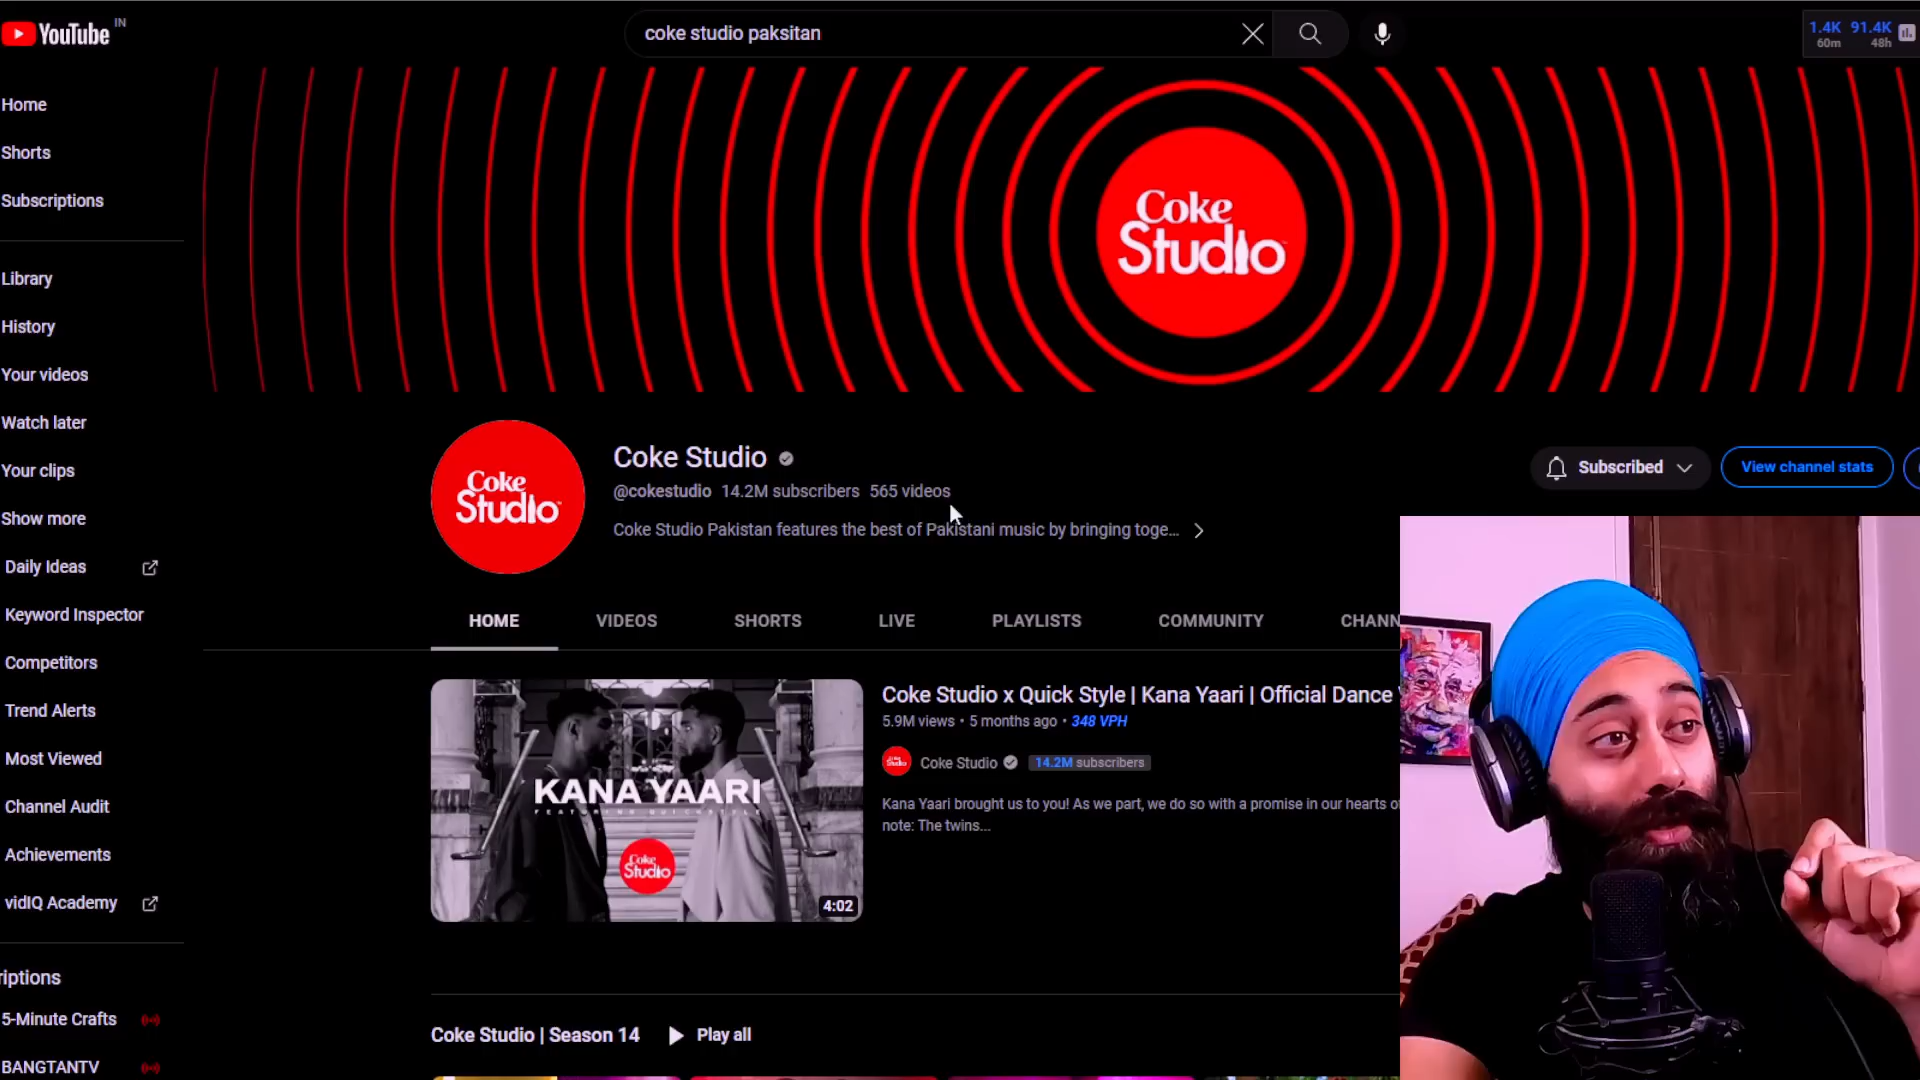 YouTube IN
coke studio paksitan
1.4K 91.4K
60m 48h
Home
Shorts
Subscriptions
Library
History
Your videos
Watch later
Your clips
Show more
Daily Ideas
Keyword Inspector
Competitors
Trend Alerts
Most Viewed
Channel Audit
Achievements
vidIQ Academy
riptions
5-Minute Crafts
BANGTANTV
Coke
Studio
Coke
Studio
Coke Studio
@cokestudio 14.2M subscribers 565 videos
Coke Studio Pakistan features the best of Pakistani music by bringing toge...
Subscribed
View channel stats
HOME VIDEOS SHORTS LIVE PLAYLISTS COMMUNITY CHANN
KANA YAARI
FEATURING QUICKSTYLE
Coke
Studio
4:02
Coke Studio x Quick Style | Kana Yaari | Official Dance
5.9M views • 5 months ago • 348 VPH
Coke Studio 14.2M subscribers
Kana Yaari brought us to you! As we part, we do so with a promise in our hearts o
note: The twins...
Coke Studio | Season 14 Play all